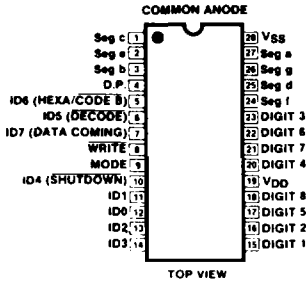 COMMON ANODE
Seg c 1
Seg e 2
Seg b 3
D.P. 4
ID6 (HEXA/CODE B) 5
ID5 (DECODE) 6
ID7 (DATA COMING) 7
WRITE 8
MODE 9
ID4 (SHUTDOWN) 10
ID1 11
ID0 12
ID2 13
ID3 14
28 VSS
27 Seg a
26 Seg g
25 Seg d
24 Seg f
23 DIGIT 3
22 DIGIT 6
21 DIGIT 7
20 DIGIT 4
19 VDD
18 DIGIT 8
17 DIGIT 5
16 DIGIT 2
15 DIGIT 1
TOP VIEW